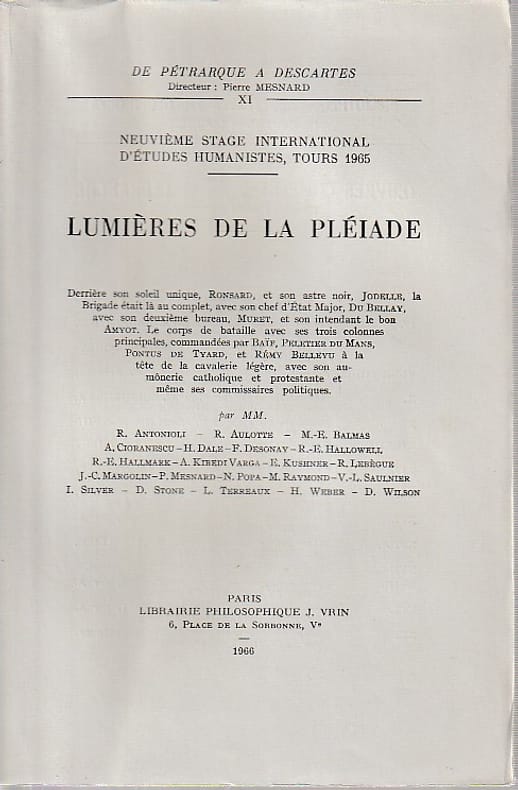 DE PÉTRARQUE A DESCARTES
Directeur : Pierre MESNARD
XI
NEUVIÈME STAGE INTERNATIONAL
D'ÉTUDES HUMANISTES, TOURS 1965
LUMIÈRES DE LA PLÉIADE
Derrière son soleil unique, RONSARD, et son astre noir, JODELLE, la
Brigade était là au complet, avec son chef d'État Major, DU BELLAY,
avec son deuxième bureau, MURET, et son intendant le bon
AMYOT. Le corps de bataille avec ses trois colonnes
principales, commandées par BAÏF, PELETIER DU MANS,
PONTUS DE TYARD, et RÉMY BELLEYU à la
tête de la cavalerie légère, avec son au-
mônerie catholique et protestante et
même ses commissaires politiques.
par MM.
R. ANTONIOLI – R. AULOTTE – M.-E. BALMAS
A. CIORANESCU – H. DALE – F. DESONAY – R.-E. HALLOWELL
R.-E. HALLMARK – A. KIBEDI VARGA – E. KUSHNER – R. LEBÈGUE
J.-C. MARGOLIN – P. MESNARD – N. POPA – M. RAYMOND – V.-L. SAULNIER
I. SILVER – D. STONE – L. TERREAUX – H. WEBER – D. WILSON
PARIS
LIBRAIRIE PHILOSOPHIQUE J. VRIN
6, PLACE DE LA SORBONNE, Vᵉ
1966